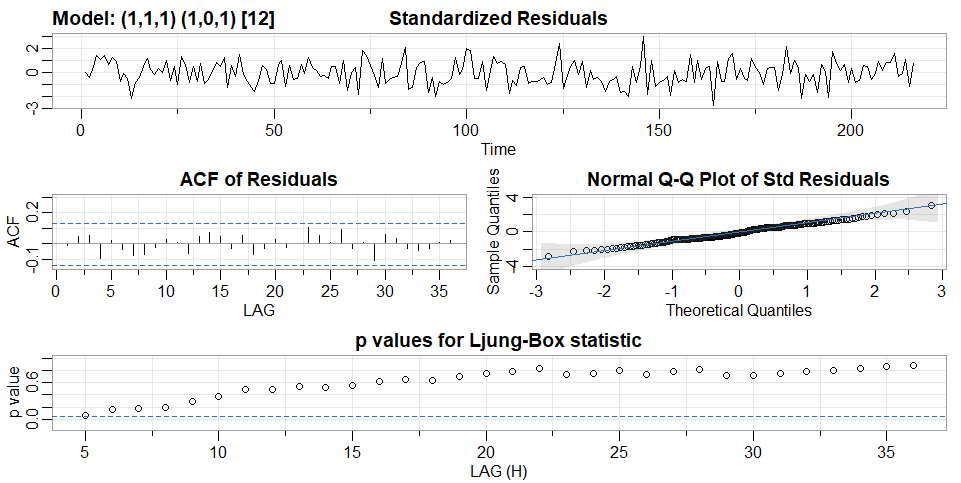 Model: (1,1,1) (1,0,1) [12] Standardized Residuals
2
0
-3
0 50 100 150 200
Time
ACF of Residuals
ACF
0.2
-0.1
0 5 10 15 20 25 30 35
LAG
Normal Q-Q Plot of Std Residuals
Sample Quantiles
4
0
-4
-3 -2 -1 0 1 2 3
Theoretical Quantiles
p values for Ljung-Box statistic
p value
0.6
0.0
5 10 15 20 25 30 35
LAG (H)